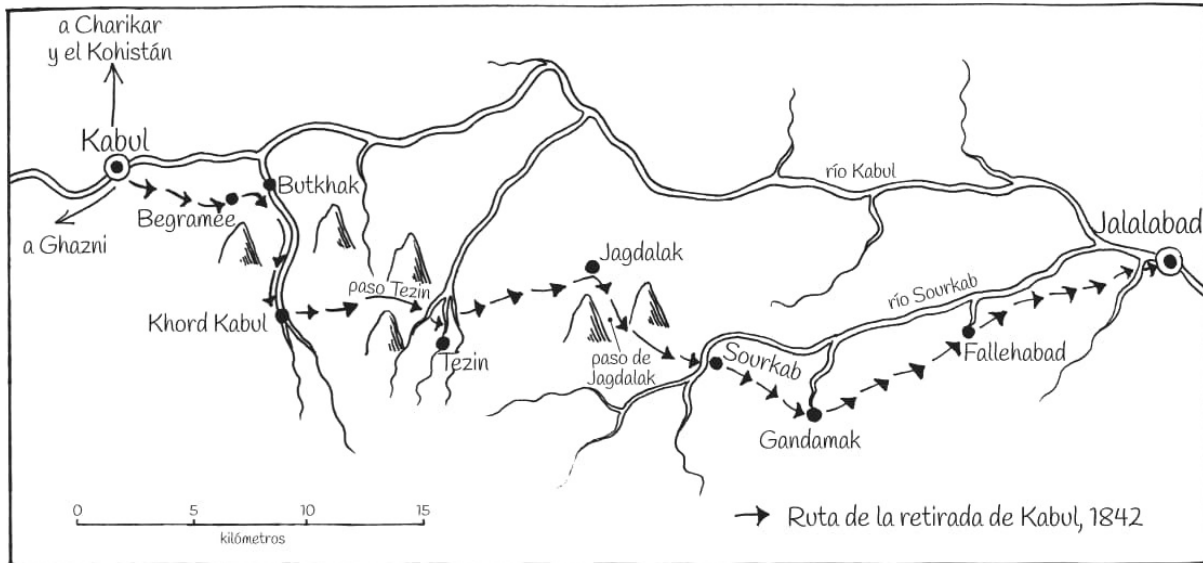 a Charikar
y el Kohistán
Kabul
Butkhak
Begramee
a Ghazni
río Kabul
Jalalabad
Jagdalak
paso Tezin
río Sourkab
Khord Kabul
Tezin
paso de
Jagdalak
Sourkab
Fallehabad
Gandamak
0 5 10 15
kilómetros
Ruta de la retirada de Kabul, 1842